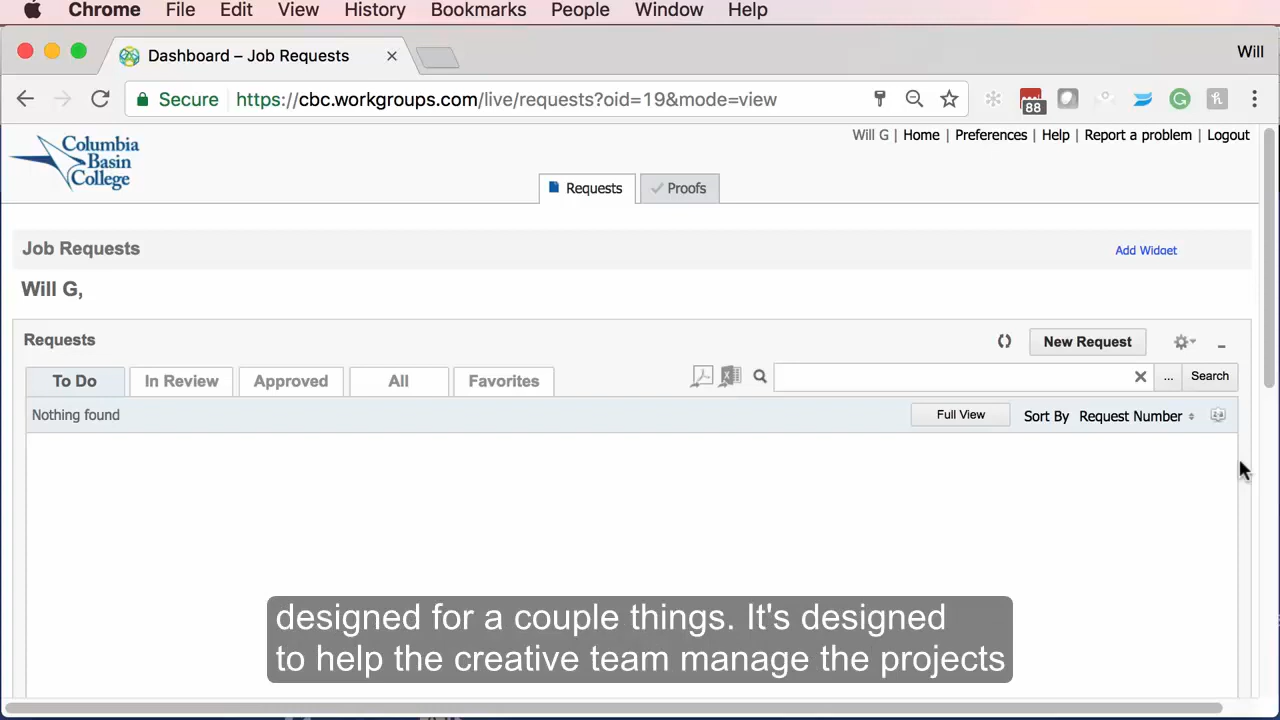 Chrome File Edit View History Bookmarks People Window Help
Dashboard – Job Requests
Will
Secure https://cbc.workgroups.com/live/requests?oid=19&mode=view
88
Columbia Basin College
Will G | Home | Preferences | Help | Report a problem | Logout
Requests Proofs
Job Requests Add Widget
Will G,
Requests New Request
To Do In Review Approved All Favorites ... Search
Nothing found Full View Sort By Request Number
designed for a couple things. It's designed
to help the creative team manage the projects